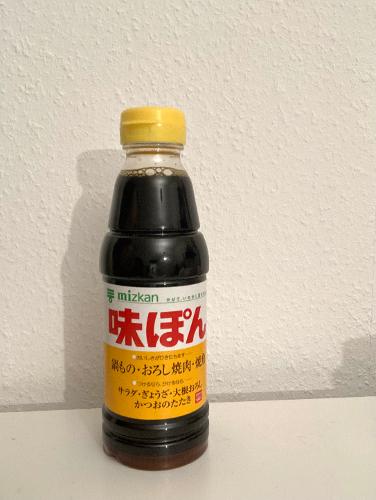 mizkan
味ぽん
鍋もの・おろし焼肉・焼魚
サラダ・ぎょうざ・大根おろし
かつおのたたき